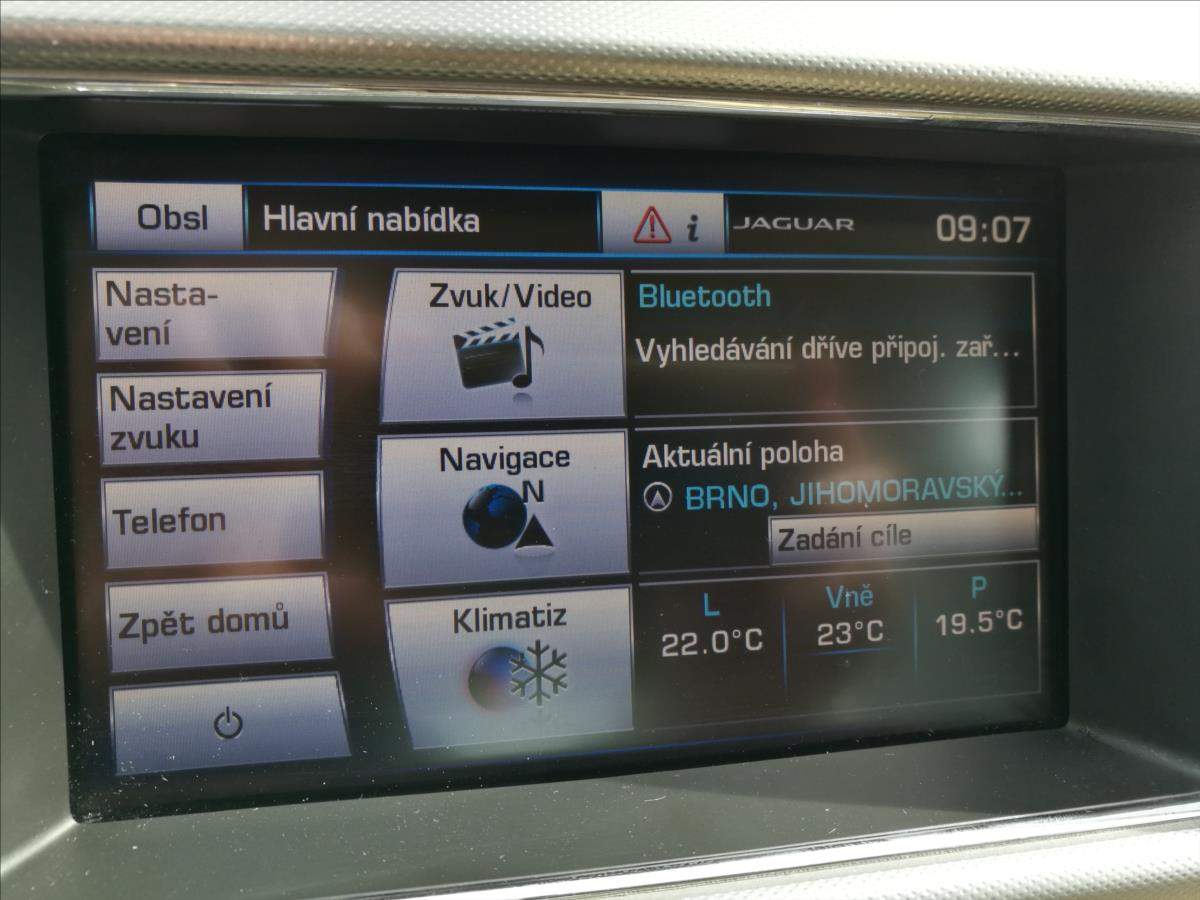 Obsl
Hlavní nabídka
i
JAGUAR
09:07
Nasta-
vení
Nastavení
zvuku
Telefon
Zpět domů
Zvuk/Video
Navigace
N
Klimatiz
Bluetooth
Vyhledávání dříve připoj. zař...
Aktuální poloha
BRNO, JIHOMORAVSKÝ...
Zadání cíle
L
22.0°C
Vně
23°C
P
19.5°C